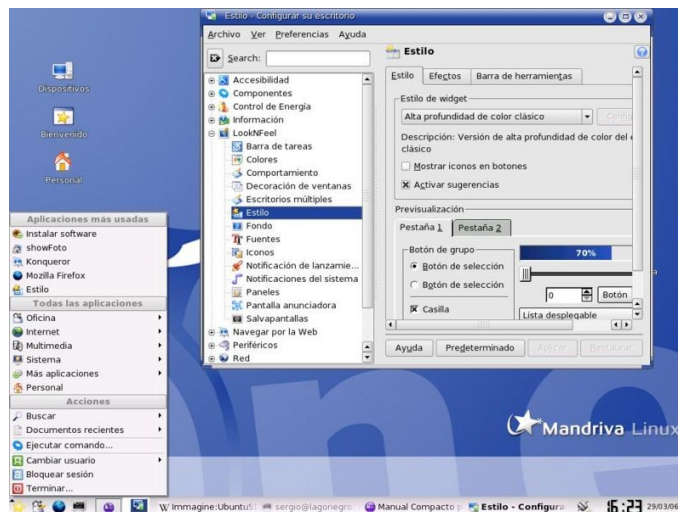 Estilo - Configurar su escritorio
Archivo Ver Preferencias Ayuda
Search:
Accesibilidad
Componentes
Control de Energía
Información
LookNFeel
Barra de tareas
Colores
Comportamiento
Decoración de ventanas
Escritorios múltiples
Estilo
Fondo
Fuentes
Iconos
Notificación de lanzamie...
Notificaciones del sistema
Paneles
Pantalla anunciadora
Salvapantallas
Navegar por la Web
Periféricos
Red
Estilo
Estilo Efectos Barra de herramientas
Estilo de widget
Alta profundidad de color clásico
Descripción: Versión de alta profundidad de color del
clásico
Mostrar iconos en botones
Activar sugerencias
Previsualización
Pestaña 1 Pestaña 2
Botón de grupo
Botón de selección
Botón de selección
Casilla
70%
0 Botón
Lista desplegable
Ayuda Predeterminado Aplicar Restaurar
Dispositivos
Bienvenido
Personal
Aplicaciones más usadas
Instalar software
showFoto
Konqueror
Mozilla Firefox
Estilo
Todas las aplicaciones
Oficina
Internet
Multimedia
Sistema
Más aplicaciones
Personal
Acciones
Buscar
Documentos recientes
Ejecutar comando...
Cambiar usuario
Bloquear sesión
Terminar...
one
Mandriva Linux
Immagine:Ubuntu5 sergio@lagonegro: Manual Compacto p Estilo - Configura 16:23 29/03/06